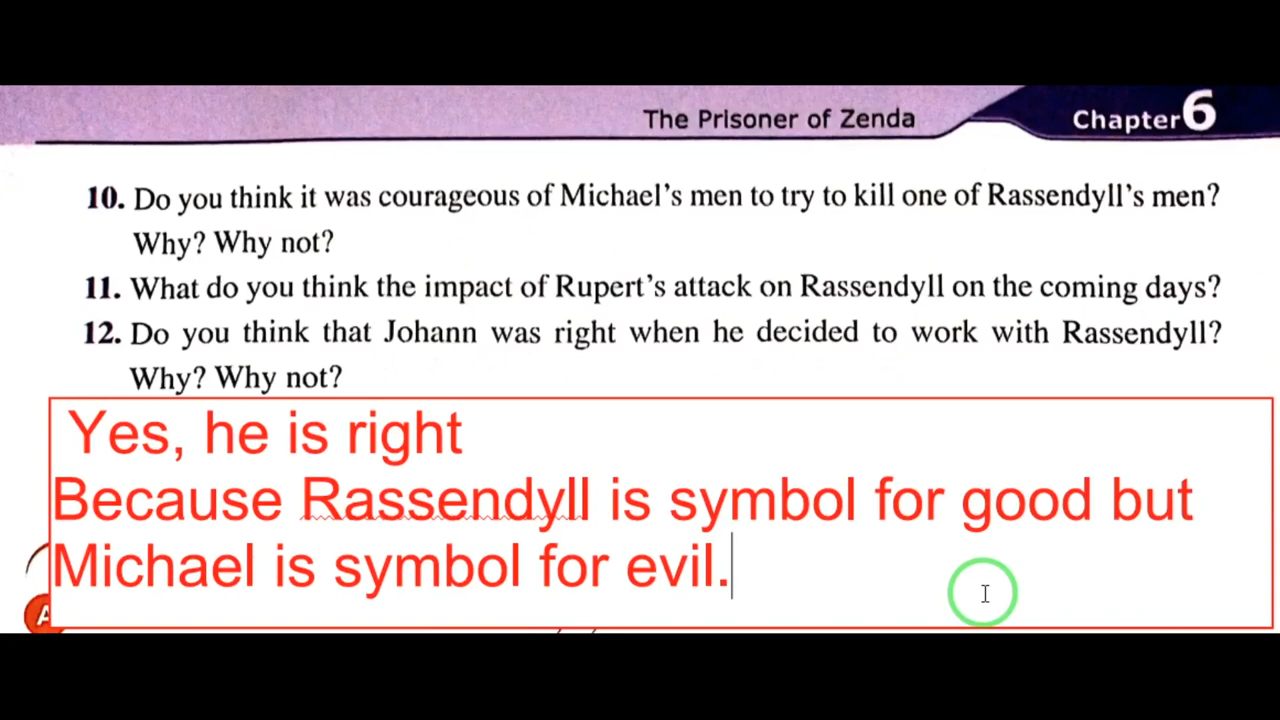 The Prisoner of Zenda Chapter 6
10. Do you think it was courageous of Michael's men to try to kill one of Rassendyll's men?
Why? Why not?
11. What do you think the impact of Rupert's attack on Rassendyll on the coming days?
12. Do you think that Johann was right when he decided to work with Rassendyll?
Why? Why not?
Yes, he is right
Because Rassendyll is symbol for good but
Michael is symbol for evil.
A